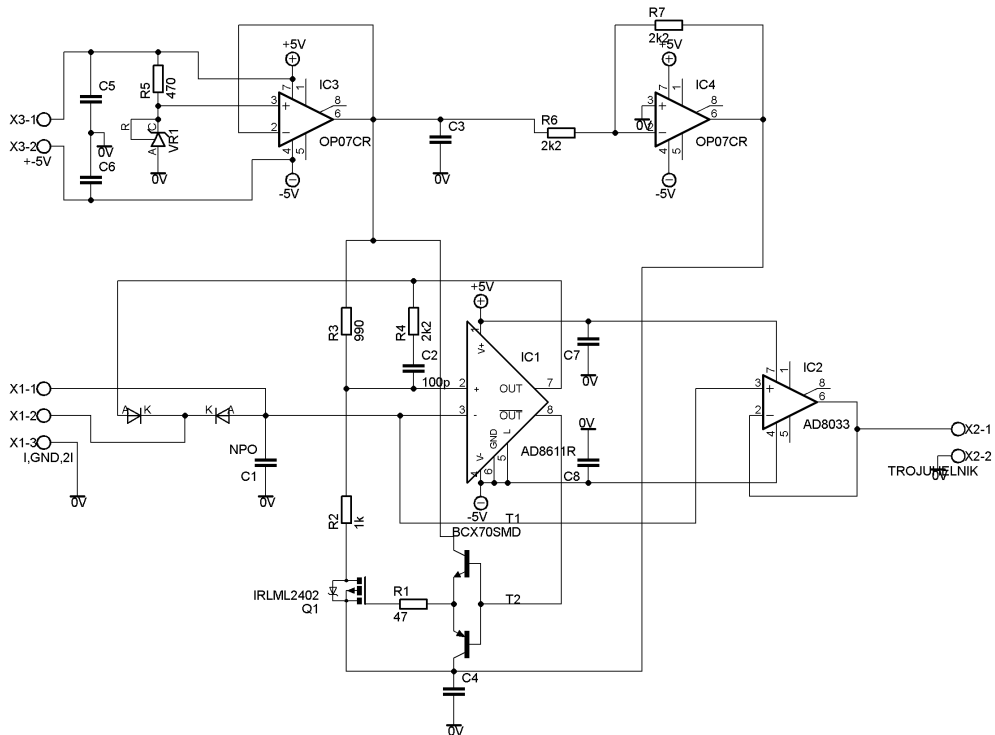 R7
2k2
+5V
+5V
IC3
IC4
7
1
7
1
C5
R5
470
3
+
8
6
3
+
8
6
X3-1
R
C
VR1
A
2
-
C3
R6
2k2
0V
2
-
OP07CR
OP07CR
X3-2
+-5V
0V
4
5
4
5
C6
0V
-5V
0V
-5V
+5V
R3
990
R4
2k2
1
V+
C2
IC1
C7
7
1
IC2
100p
X1-1
2
+
OUT
7
0V
3
+
8
6
X1-2
A
K
K
A
3
-
OUT
8
0V
2
-
AD8033
X1-3
I,GND,2I
NPO
C1
GND
L
V-
4
6
5
AD8611R
C8
4
5
X2-1
X2-2
TROJUHELNIK
0V
0V
0V
R2
1k
-5V
T1
BCX70SMD
IRLML2402
Q1
R1
47
T2
C4
0V